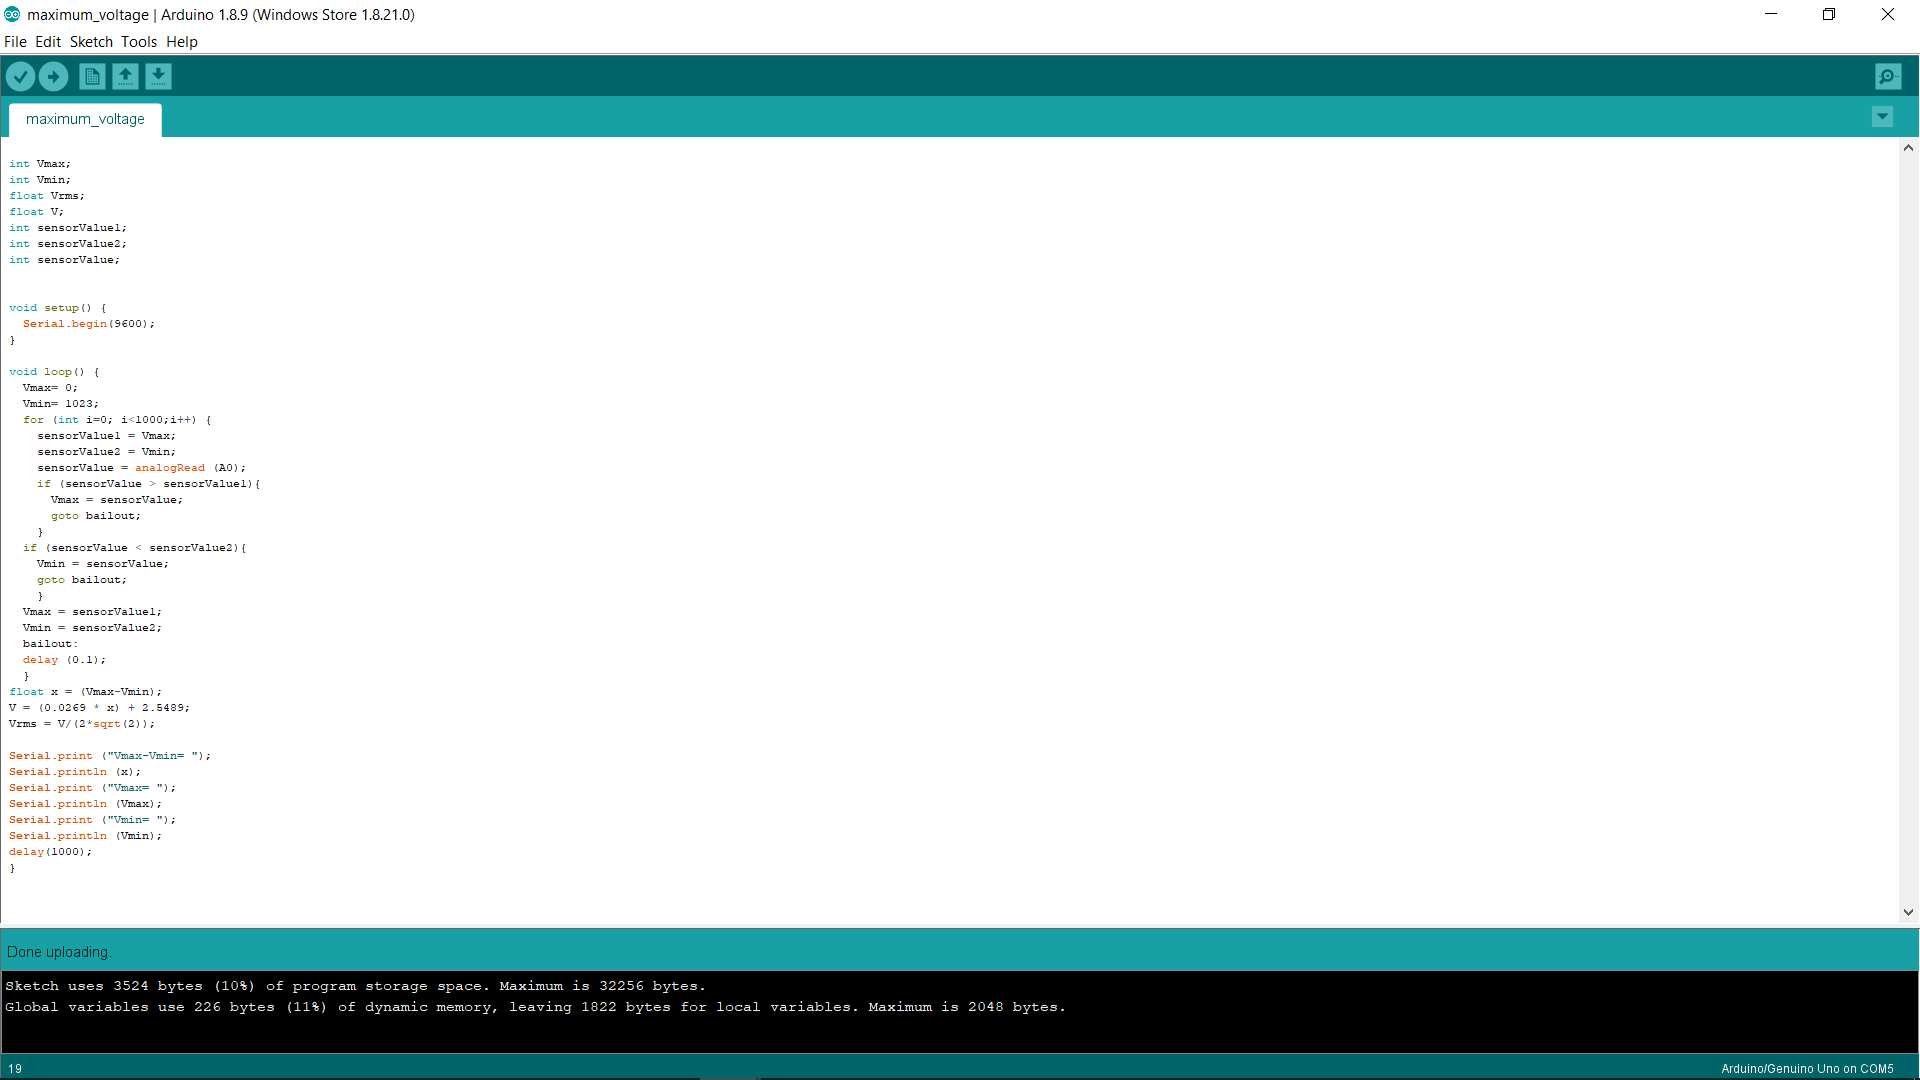 maximum_voltage | Arduino 1.8.9 (Windows Store 1.8.21.0)
File Edit Sketch Tools Help
maximum_voltage
int Vmax;
int Vmin;
float Vrms;
float V;
int sensorValue1;
int sensorValue2;
int sensorValue;
void setup() {
Serial.begin(9600);
}
void loop() {
Vmax= 0;
Vmin= 1023;
for (int i=0; i<1000;i++) {
sensorValue1 = Vmax;
sensorValue2 = Vmin;
sensorValue = analogRead (A0);
if (sensorValue > sensorValue1){
Vmax = sensorValue;
goto bailout;
}
if (sensorValue < sensorValue2){
Vmin = sensorValue;
goto bailout;
}
Vmax = sensorValue1;
Vmin = sensorValue2;
bailout:
delay (0.1);
}
float x = (Vmax-Vmin);
V = (0.0269 * x) + 2.5489;
Vrms = V/(2*sqrt(2));
Serial.print ("Vmax-Vmin= ");
Serial.println (x);
Serial.print ("Vmax= ");
Serial.println (Vmax);
Serial.print ("Vmin= ");
Serial.println (Vmin);
delay(1000);
}
Done uploading.
Sketch uses 3524 bytes (10%) of program storage space. Maximum is 32256 bytes.
Global variables use 226 bytes (11%) of dynamic memory, leaving 1822 bytes for local variables. Maximum is 2048 bytes.
19
Arduino/Genuino Uno on COM5